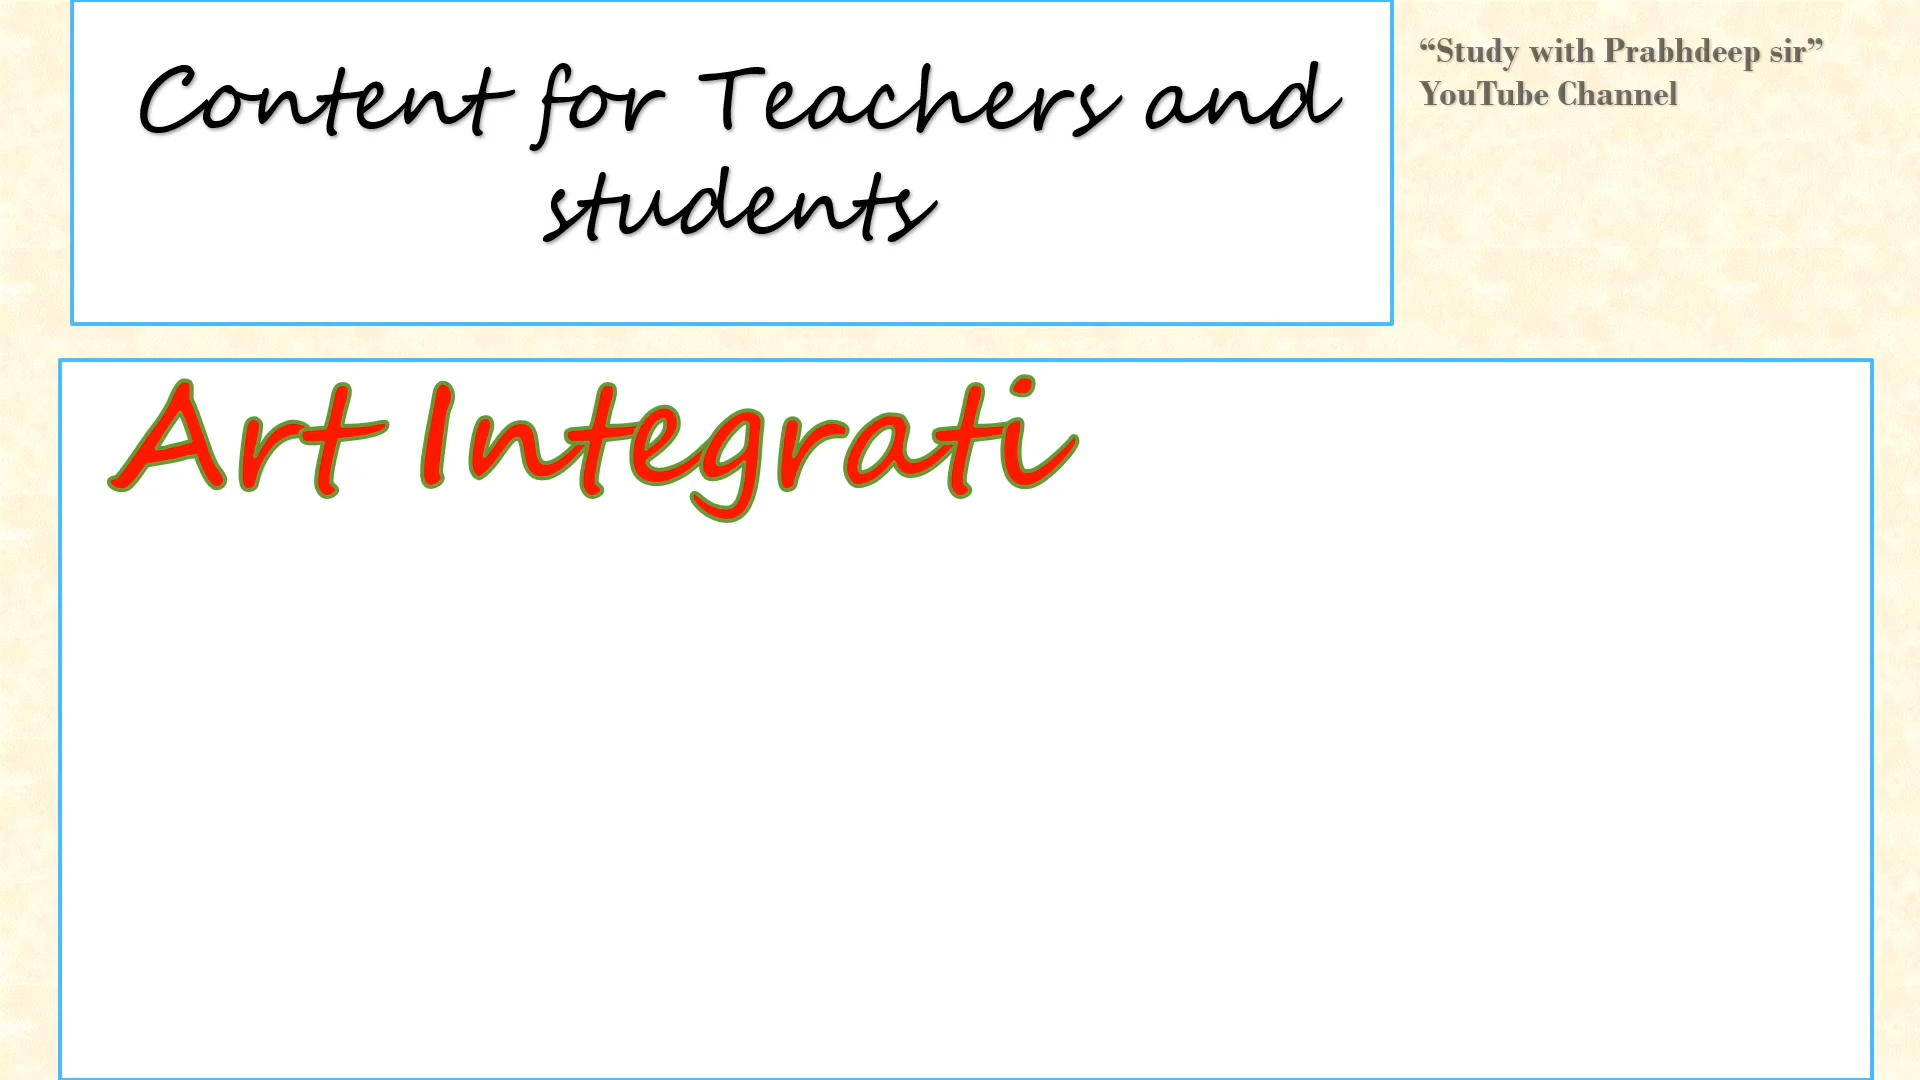 Content for Teachers and
students
“Study with Prabhdeep sir”
YouTube Channel
Art Integrati